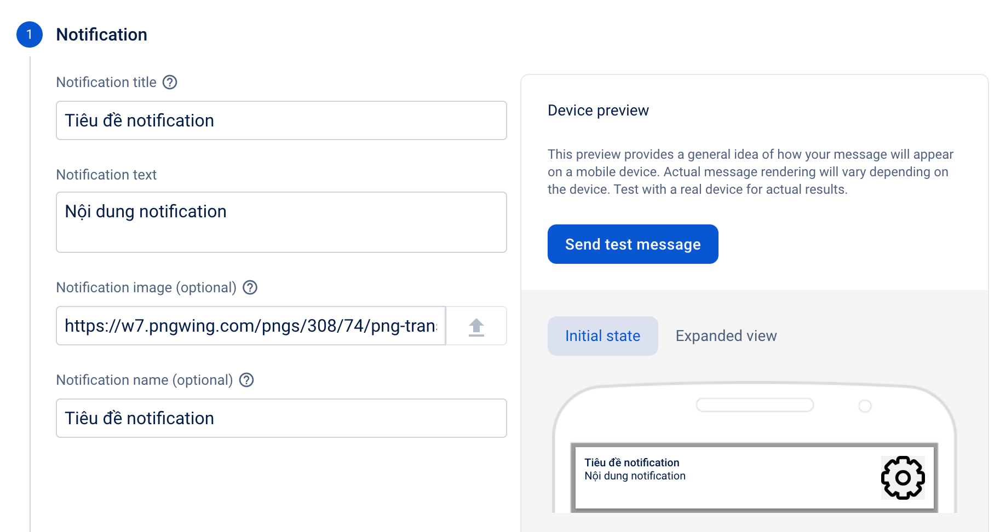 1 Notification
Notification title
Tiêu đề notification
Notification text
Nội dung notification
Notification image (optional)
https://w7.pngwing.com/pngs/308/74/png-tran
Notification name (optional)
Tiêu đề notification
Device preview
This preview provides a general idea of how your message will appear
on a mobile device. Actual message rendering will vary depending on
the device. Test with a real device for actual results.
Send test message
Initial state Expanded view
Tiêu đề notification
Nội dung notification